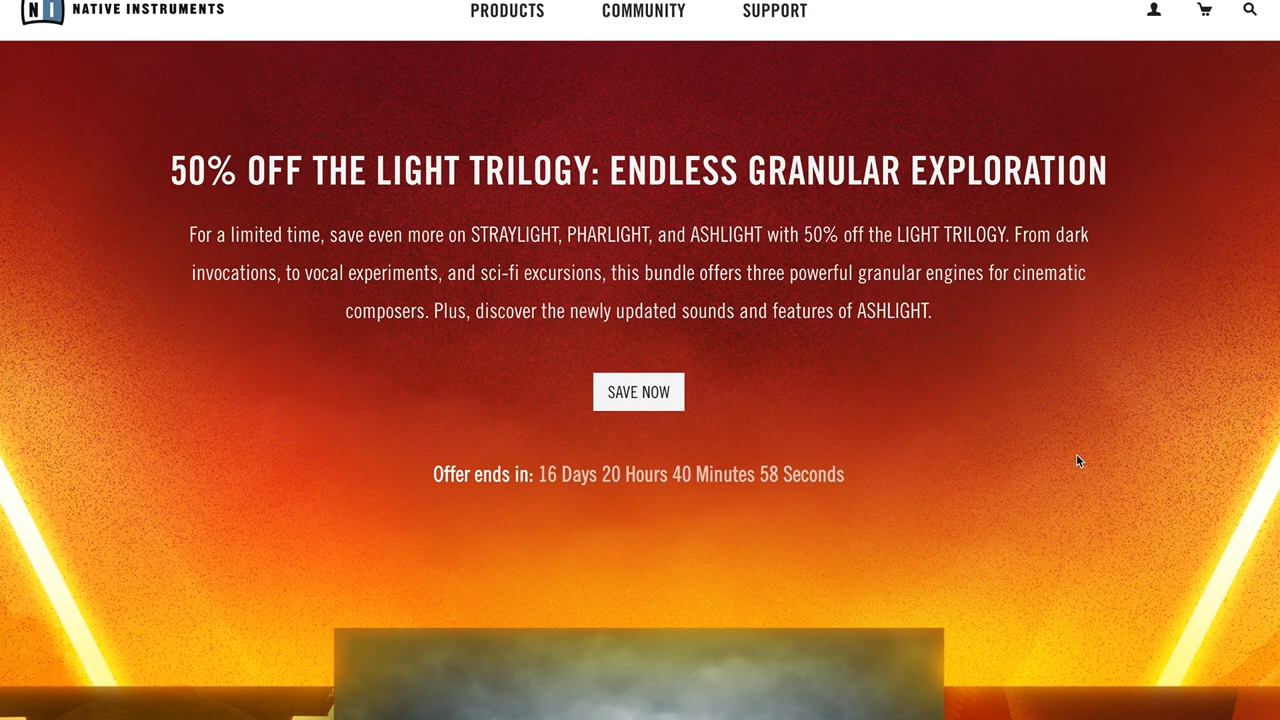 NI NATIVE INSTRUMENTS
PRODUCTS COMMUNITY SUPPORT
50% OFF THE LIGHT TRILOGY: ENDLESS GRANULAR EXPLORATION
For a limited time, save even more on STRAYLIGHT, PHARLIGHT, and ASHLIGHT with 50% off the LIGHT TRILOGY. From dark
invocations, to vocal experiments, and sci-fi excursions, this bundle offers three powerful granular engines for cinematic
composers. Plus, discover the newly updated sounds and features of ASHLIGHT.
SAVE NOW
Offer ends in: 16 Days 20 Hours 40 Minutes 58 Seconds